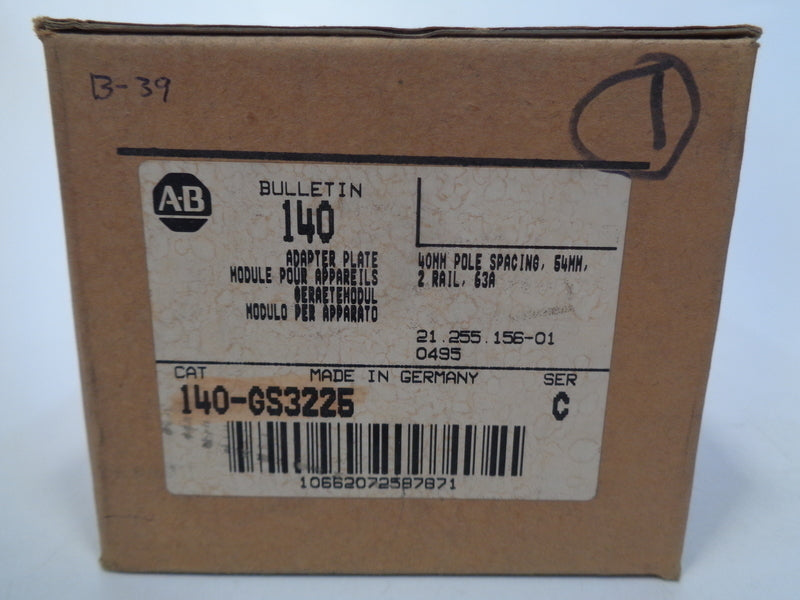 B-39
1
A-B
BULLETIN
140
ADAPTER PLATE
MODULE POUR APPAREILS
GERAETEMODUL
MODULO PER APPARATO
40MM POLE SPACING, 54MM,
2 RAIL, 63A
21.255.156-01
0495
CAT
MADE IN GERMANY
SER
140-GS3225
C
10662072587871